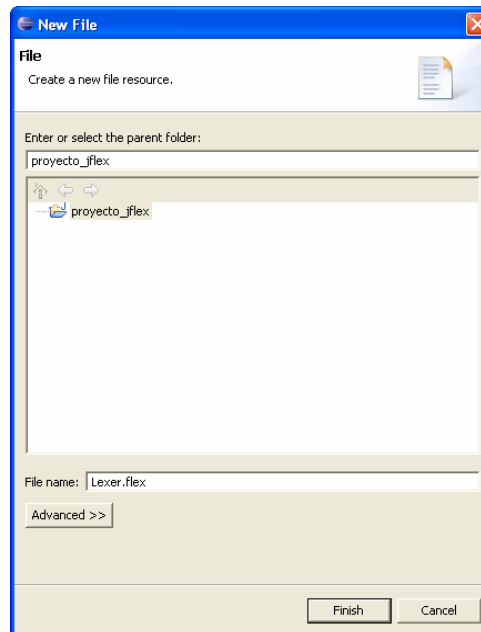 New File
File
Create a new file resource.
Enter or select the parent folder:
proyecto_jflex
proyecto_jflex
File name: Lexer.flex
Advanced >>
Finish Cancel